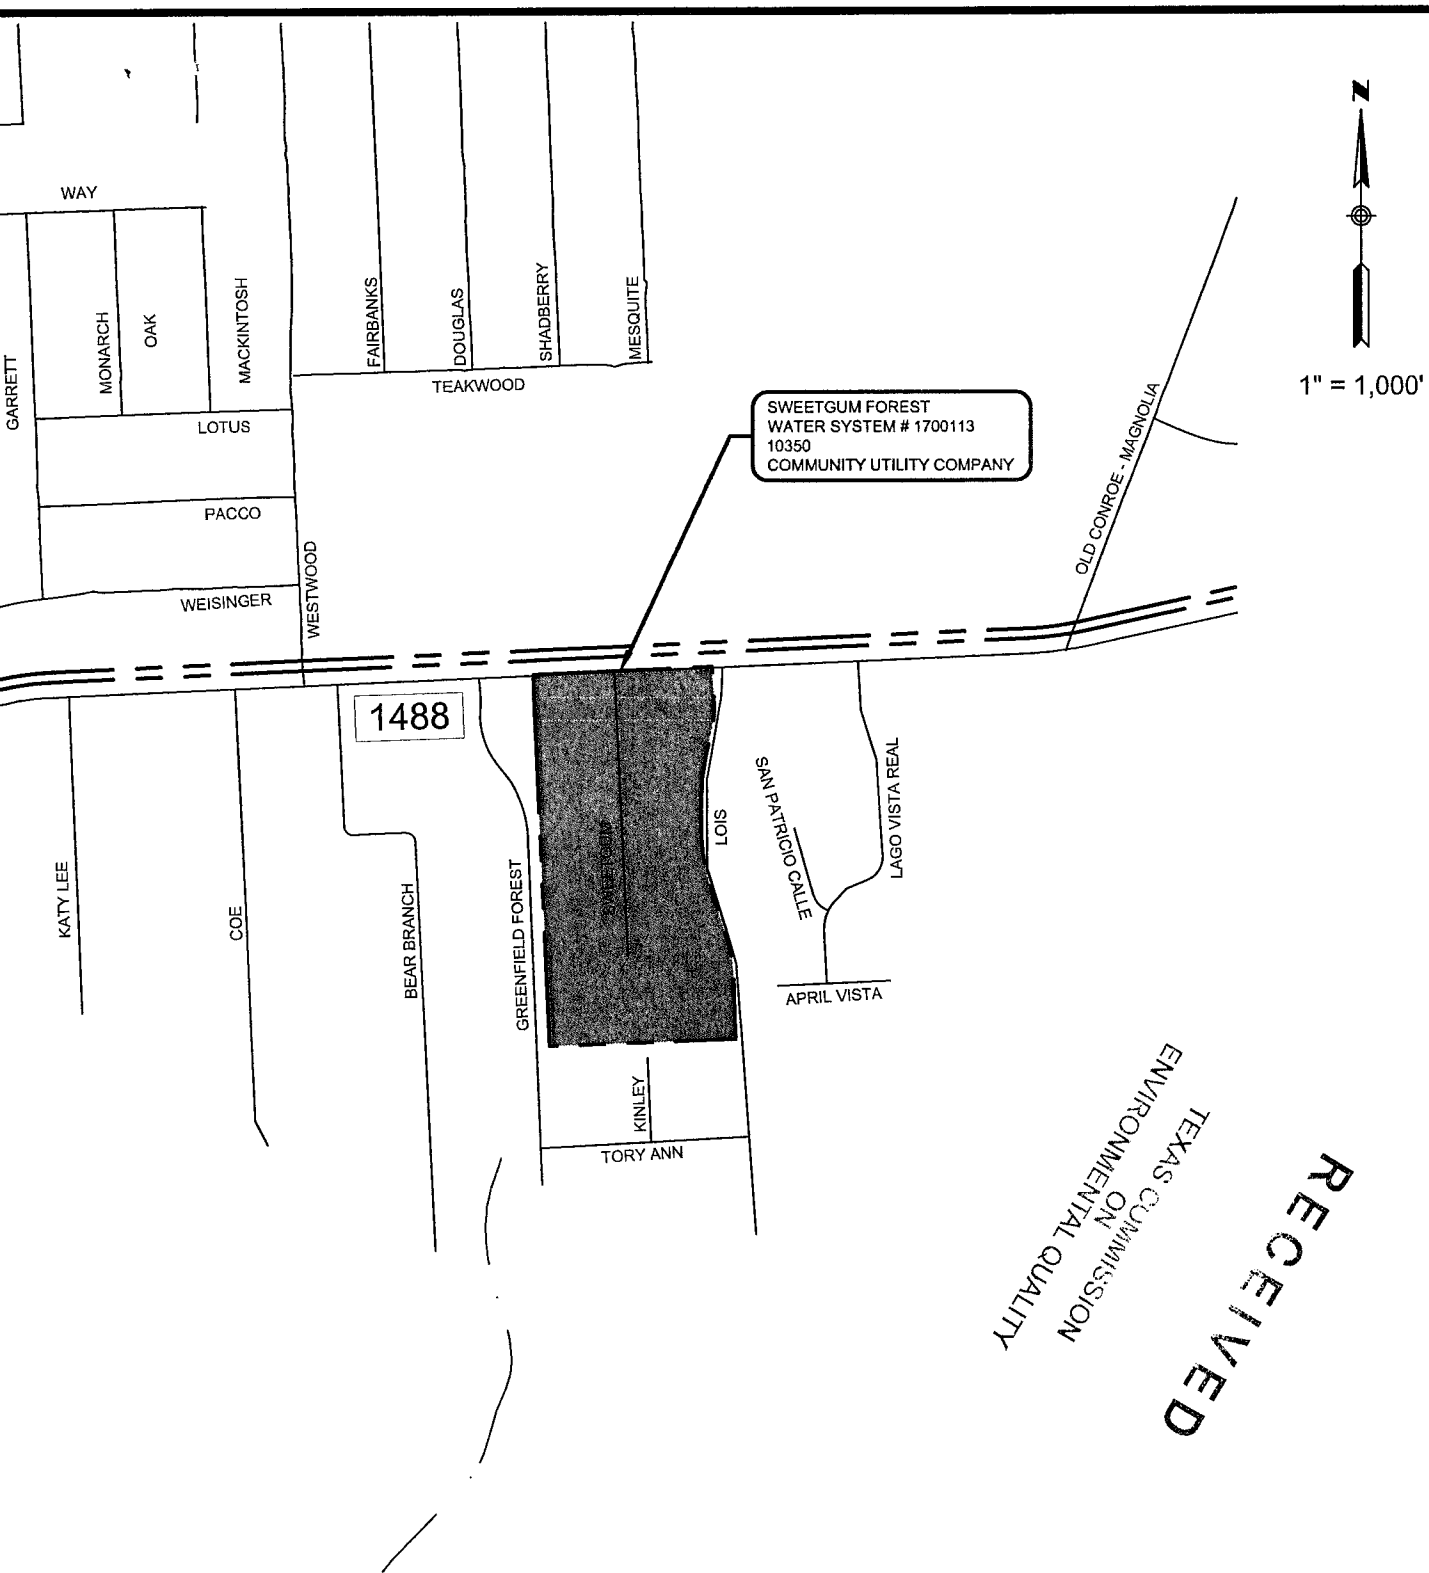 N
1" = 1,000'
WAY
GARRETT
MONARCH
OAK
MACKINTOSH
FAIRBANKS
DOUGLAS
SHADBERRY
MESQUITE
TEAKWOOD
LOTUS
PACCO
WEISINGER
WESTWOOD
SWEETGUM FOREST
WATER SYSTEM # 1700113
10350
COMMUNITY UTILITY COMPANY
OLD CONROE - MAGNOLIA
1488
KATY LEE
COE
BEAR BRANCH
GREENFIELD FOREST
SWEETGUM
LOIS
SAN PATRICIO CALLE
LAGO VISTA REAL
APRIL VISTA
KINLEY
TORY ANN
RECEIVED
TEXAS COMMISSION
ON
ENVIRONMENTAL QUALITY